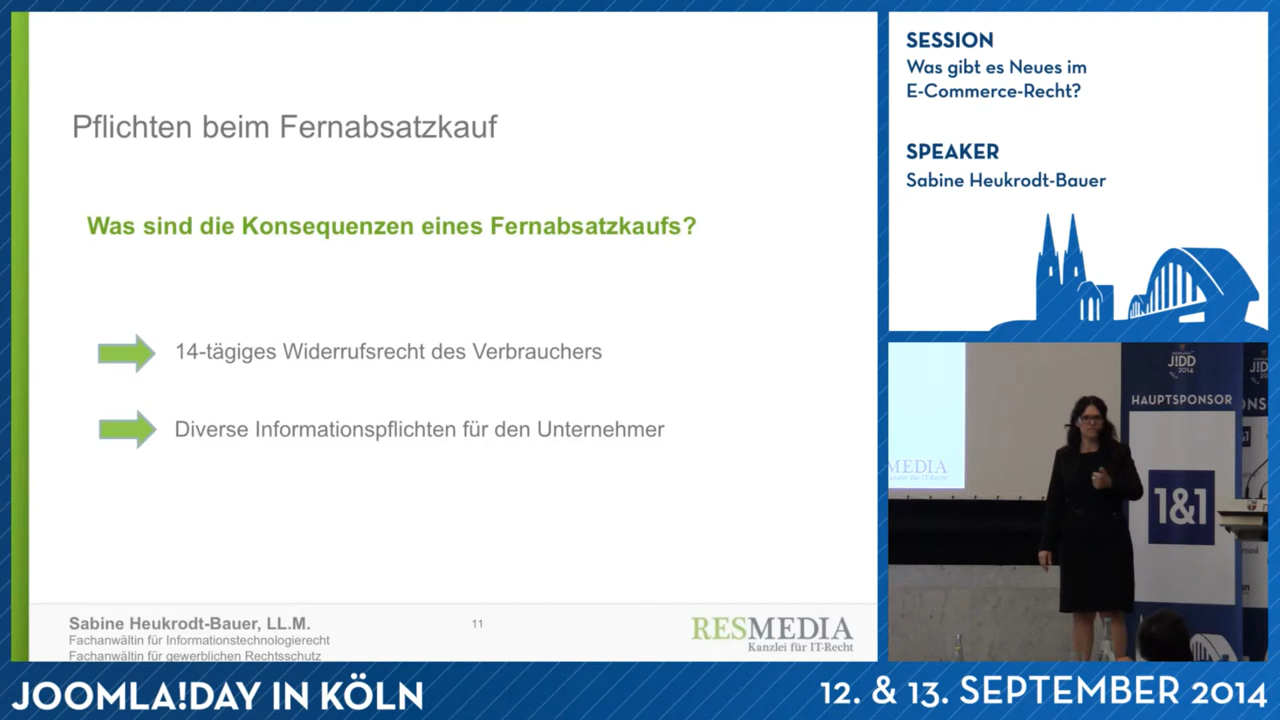 Pflichten beim Fernabsatzkauf
Was sind die Konsequenzen eines Fernabsatzkaufs?
14-tägiges Widerrufsrecht des Verbrauchers
Diverse Informationspflichten für den Unternehmer
Sabine Heukrodt-Bauer, LL.M.
Fachanwältin für Informationstechnologierecht
Fachanwältin für gewerblichen Rechtsschutz
11
RESMEDIA
Kanzlei für IT-Recht
SESSION
Was gibt es Neues im
E-Commerce-Recht?
SPEAKER
Sabine Heukrodt-Bauer
JDD
2014
HAUPTSPONSOR
1&1
MEDIA
JOOMLA!DAY IN KÖLN
12. & 13. SEPTEMBER 2014